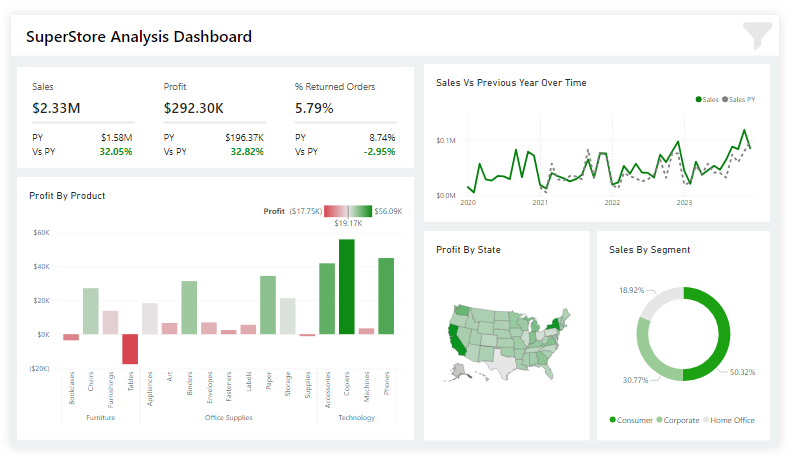 SuperStore Analysis Dashboard
Sales
$2.33M
PY $1.58M
Vs PY 32.05%
Profit
$292.30K
PY $196.37K
Vs PY 32.82%
% Returned Orders
5.79%
PY 8.74%
Vs PY -2.95%
Sales Vs Previous Year Over Time
Sales Sales PY
$0.1M
$0.0M
2020 2021 2022 2023
Profit By Product
Profit ($17.75K) $56.09K
$19.17K
$60K
$40K
$20K
$0K
($20K)
Bookcases
Chairs
Furnishings
Tables
Appliances
Art
Binders
Envelopes
Fasteners
Labels
Paper
Storage
Supplies
Accessories
Copiers
Machines
Phones
Furniture Office Supplies Technology
Profit By State
Sales By Segment
18.92%
30.77%
50.32%
Consumer Corporate Home Office